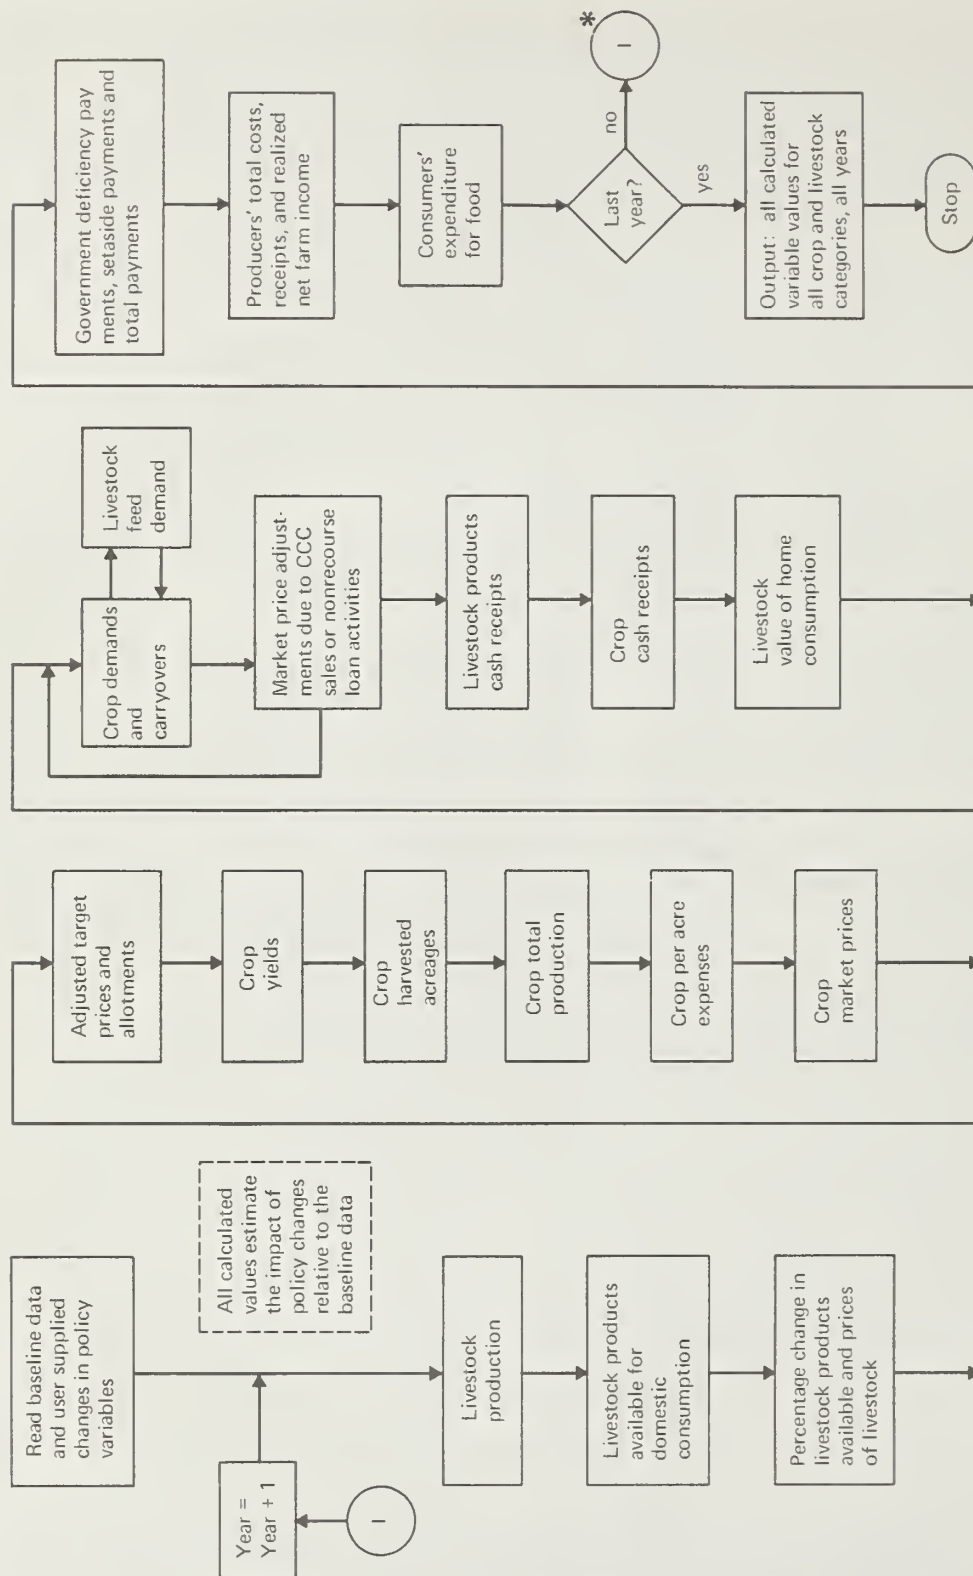 Read baseline data
and user supplied
changes in policy
variables
Year =
Year + 1
I
All calculated
values estimate
the impact of
policy changes
relative to the
baseline data
Livestock
production
Livestock products
available for
domestic
consumption
Percentage change in
livestock products
available and prices
of livestock
Adjusted target
prices and
allotments
Crop
yields
Crop
harvested
acreages
Crop total
production
Crop per acre
expenses
Crop
market prices
Crop demands
and
carryovers
Livestock
feed
demand
Market price adjust-
ments due to CCC
sales or nonrecourse
loan activities
Livestock products
cash receipts
Crop
cash receipts
Livestock
value of home
consumption
Government deficiency pay
ments, setaside payments and
total payments
Producers' total costs,
receipts, and realized
net farm income
Consumers'
expenditure
for food
Last
year?
no
I
*
yes
Output: all calculated
variable values for
all crop and livestock
categories, all years
Stop